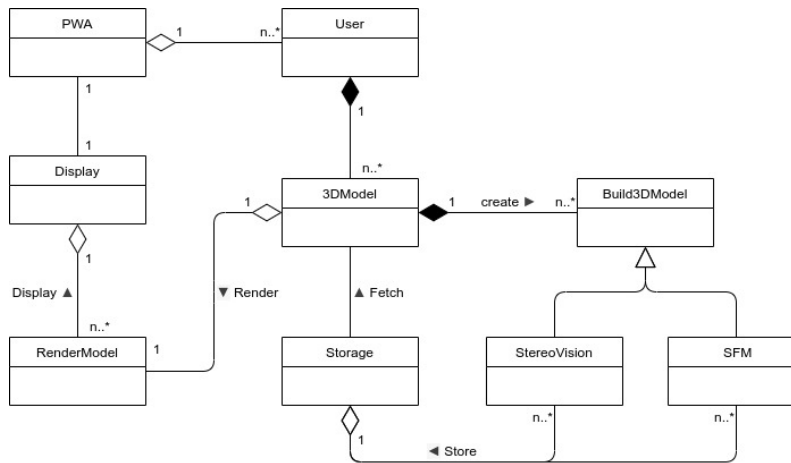 PWA
User
1
n..*
1
1
1
Display
n..*
3DModel
Build3DModel
1
1
create ►
n..*
1
Display ▲
▼ Render
▲ Fetch
n..*
RenderModel
1
Storage
StereoVision
SFM
1
n..*
n..*
◄ Store